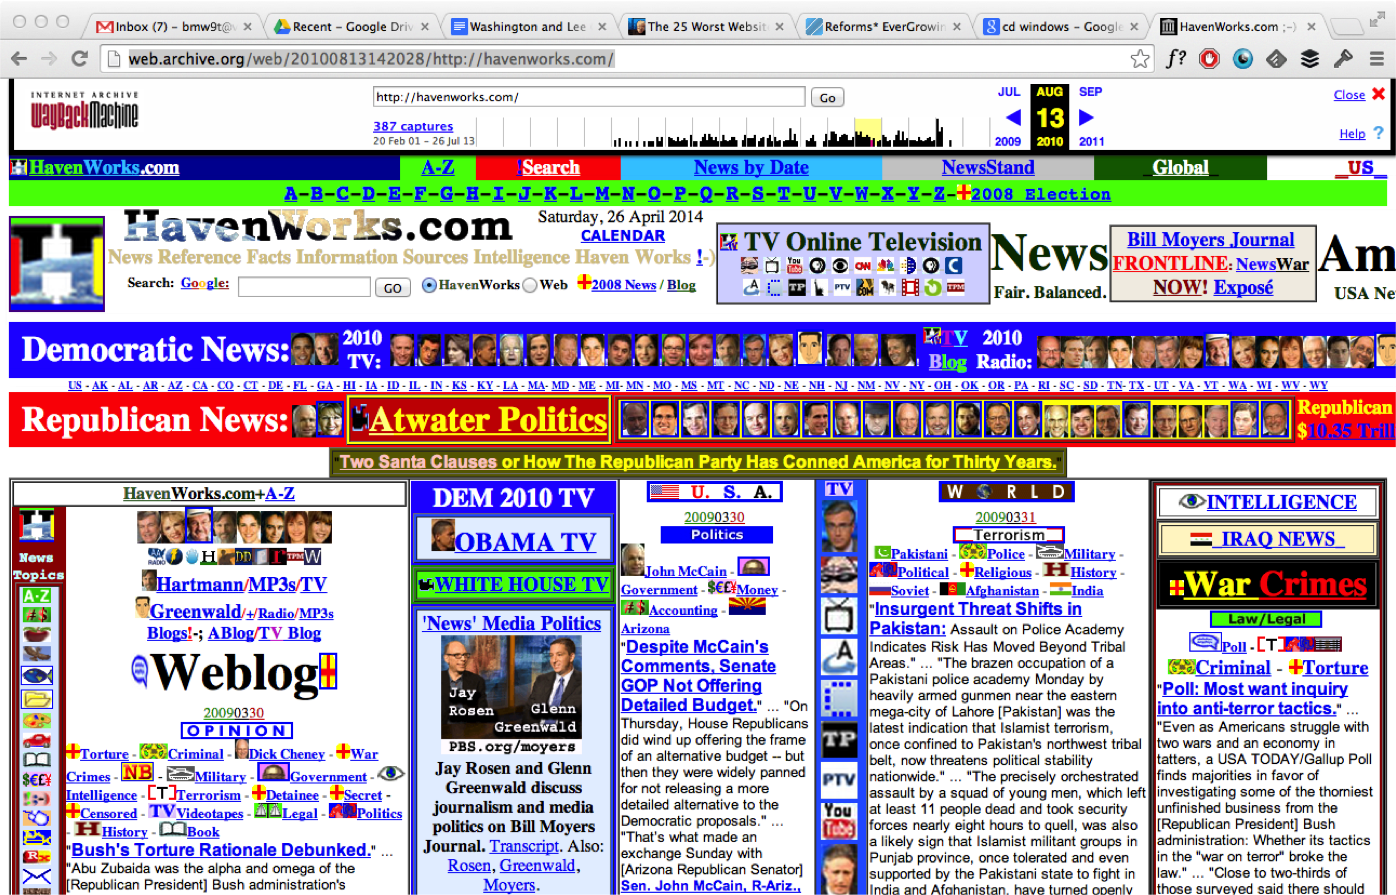 Inbox (7) – bmw9t@v
Recent – Google Driv
Washington and Lee
The 25 Worst Website
Reforms* EverGrowin
cd windows – Google
HavenWorks.com ;-)
web.archive.org/web/20100813142028/http://havenworks.com/
f?
INTERNET ARCHIVE
WayBackMachine
http://havenworks.com/
Go
387 captures
20 Feb 01 – 26 Jul 13
JUL
AUG
SEP
13
2009
2010
2011
Close
Help ?
HavenWorks.com
A-Z
!Search
News by Date
NewsStand
Global
US
A-B-C-D-E-F-G-H-I-J-K-L-M-N-O-P-Q-R-S-T-U-V-W-X-Y-Z-2008 Election
HavenWorks.com
Saturday, 26 April 2014
CALENDAR
News Reference Facts Information Sources Intelligence Haven Works !-)
Search: Google:
GO
HavenWorks Web
2008 News / Blog
TV Online Television
News
Fair. Balanced.
Bill Moyers Journal
FRONTLINE: NewsWar
NOW! Exposé
Am
USA Ne
Democratic News:
2010
TV:
TV
Blog
2010
Radio:
US - AK - AL - AR - AZ - CA - CO - CT - DE - FL - GA - HI - IA - ID - IL - IN - KS - KY - LA - MA- MD - ME - MI - MN - MO - MS - MT - NC - ND - NE - NH - NJ - NM - NV - NY - OH - OK - OR - PA - RI - SC - SD - TN- TX - UT - VA - VT - WA - WI - WV - WY
Republican News:
Atwater Politics
Republican
$10.35 Trill
"Two Santa Clauses or How The Republican Party Has Conned America for Thirty Years."
HavenWorks.com+A-Z
News
Topics
A-Z
Hartmann/MP3s/TV
Greenwald/+/Radio/MP3s
Blogs!-; ABlog/TV Blog
Weblog
20090330
OPINION
Torture - Criminal - Dick Cheney - War
Crimes - NB - Military - Government -
Intelligence - [T]Terrorism - Detainee - Secret -
Censored - TV Videotapes - Legal - Politics
- History - Book
"Bush's Torture Rationale Debunked." ...
"Abu Zubaida was the alpha and omega of the
[Republican President] Bush administration's
DEM 2010 TV
OBAMA TV
WHITE HOUSE TV
'News' Media Politics
Jay
Rosen
Glenn
Greenwald
PBS.org/moyers
Jay Rosen and Glenn
Greenwald discuss
journalism and media
politics on Bill Moyers
Journal. Transcript. Also:
Rosen, Greenwald,
Moyers.
U. S. A.
20090330
Politics
John McCain -
Government - $€£¥Money -
Accounting -
Arizona
"Despite McCain's
Comments, Senate
GOP Not Offering
Detailed Budget." ... "On
Thursday, House Republicans
did wind up offering the frame
of an alternative budget -- but
then they were widely panned
for not releasing a more
detailed alternative to the
Democratic proposals." ...
"That's what made an
exchange Sunday with
[Arizona Republican Senator]
Sen. John McCain, R-Ariz.,
TV
TP
PTV
You
Tube
WORLD
20090331
Terrorism
Pakistani - Police - Military -
Political - Religious - History -
Soviet - Afghanistan - India
"Insurgent Threat Shifts in
Pakistan: Assault on Police Academy
Indicates Risk Has Moved Beyond Tribal
Areas." ... "The brazen occupation of a
Pakistani police academy Monday by
heavily armed gunmen near the eastern
mega-city of Lahore [Pakistan] was the
latest indication that Islamist terrorism,
once confined to Pakistan's northwest tribal
belt, now threatens political stability
nationwide." ... "The precisely orchestrated
assault by a squad of young men, which left
at least 11 people dead and took security
forces nearly eight hours to quell, was also
a likely sign that Islamist militant groups in
Punjab province, once tolerated and even
supported by the Pakistani state to fight in
India and Afghanistan, have turned openly
INTELLIGENCE
IRAQ NEWS
War Crimes
Law/Legal
Poll - [T]
Criminal - Torture
"Poll: Most want inquiry
into anti-terror tactics." ...
"Even as Americans struggle with
two wars and an economy in
tatters, a USA TODAY/Gallup Poll
finds majorities in favor of
investigating some of the thorniest
unfinished business from the
[Republican President] Bush
administration: Whether its tactics
in the "war on terror" broke the
law." ... "Close to two-thirds of
those surveyed said there should